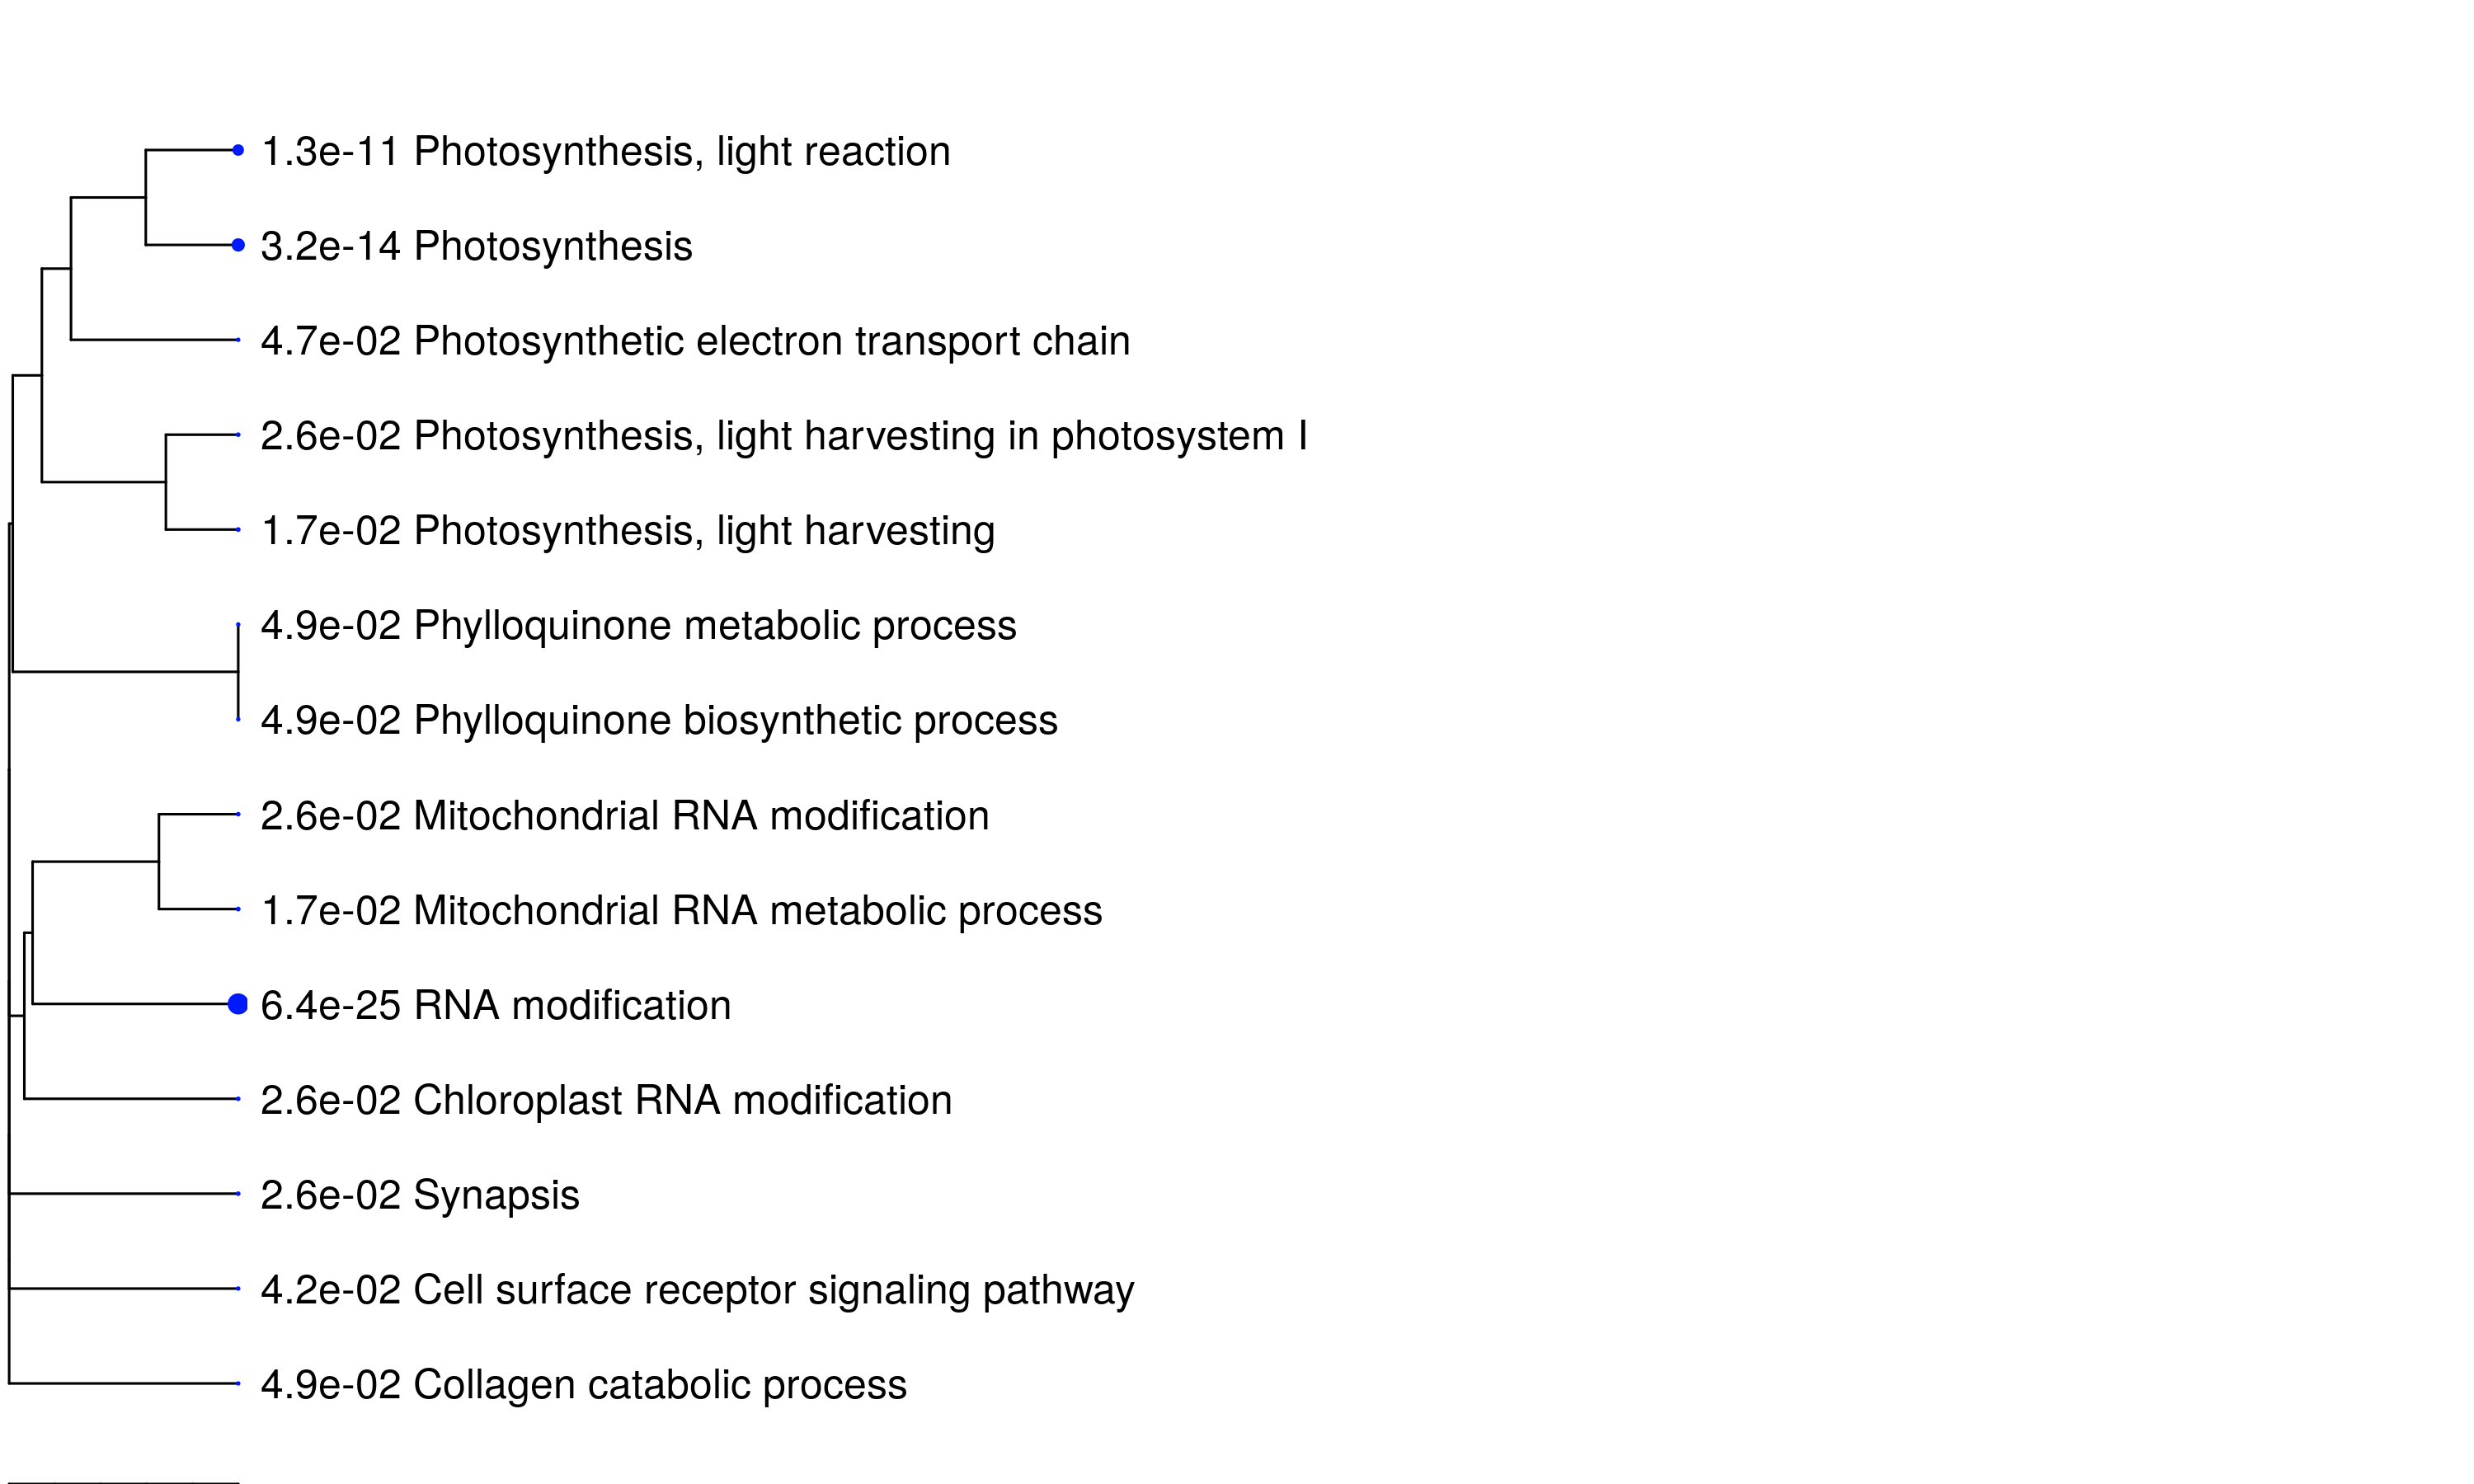 1.3e-11 Photosynthesis, light reaction
3.2e-14 Photosynthesis
4.7e-02 Photosynthetic electron transport chain
2.6e-02 Photosynthesis, light harvesting in photosystem I
1.7e-02 Photosynthesis, light harvesting
4.9e-02 Phylloquinone metabolic process
4.9e-02 Phylloquinone biosynthetic process
2.6e-02 Mitochondrial RNA modification
1.7e-02 Mitochondrial RNA metabolic process
6.4e-25 RNA modification
2.6e-02 Chloroplast RNA modification
2.6e-02 Synapsis
4.2e-02 Cell surface receptor signaling pathway
4.9e-02 Collagen catabolic process